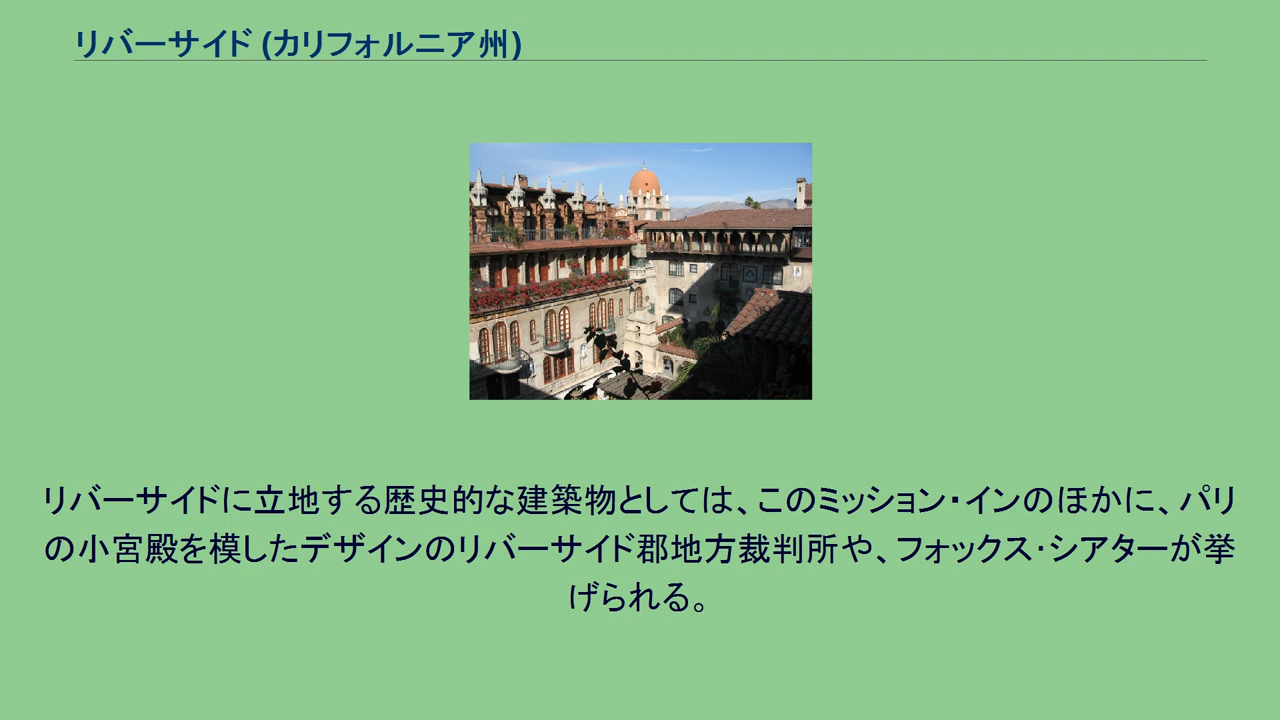 リバーサイド (カリフォルニア州)
リバーサイドに立地する歴史的な建築物としては、このミッション・インのほかに、パリ
の小宮殿を模したデザインのリバーサイド郡地方裁判所や、フォックス・シアターが挙
げられる。